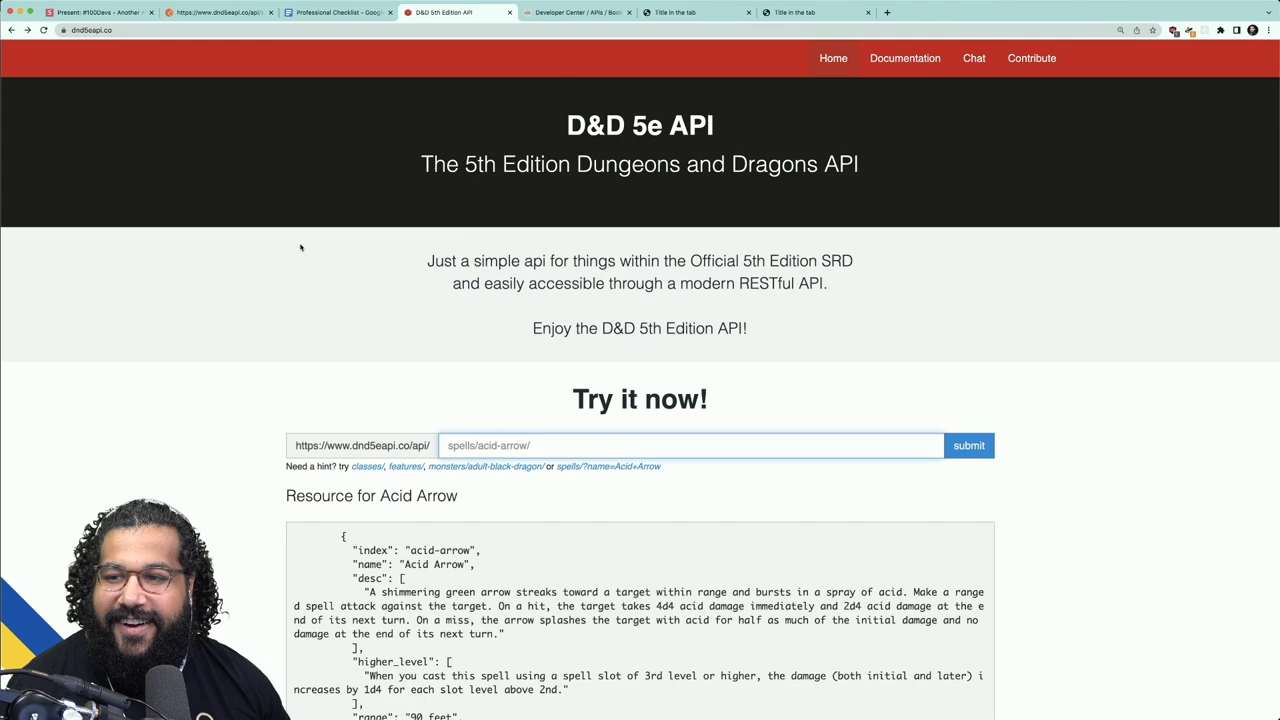 Present: #100Devs - Another A
https://www.dnd5eapi.co/api/s
Professional Checklist - Googl
D&D 5th Edition API
Developer Center / APIs / Boo
Title in the tab
Title in the tab
dnd5eapi.co
Home
Documentation
Chat
Contribute
D&D 5e API
The 5th Edition Dungeons and Dragons API
Just a simple api for things within the Official 5th Edition SRD
and easily accessible through a modern RESTful API.
Enjoy the D&D 5th Edition API!
Try it now!
https://www.dnd5eapi.co/api/ spells/acid-arrow/ submit
Need a hint? try classes/, features/, monsters/adult-black-dragon/ or spells/?name=Acid+Arrow
Resource for Acid Arrow
{
"index": "acid-arrow",
"name": "Acid Arrow",
"desc": [
"A shimmering green arrow streaks toward a target within range and bursts in a spray of acid. Make a range
d spell attack against the target. On a hit, the target takes 4d4 acid damage immediately and 2d4 acid damage at the e
nd of its next turn. On a miss, the arrow splashes the target with acid for half as much of the initial damage and no
damage at the end of its next turn."
],
"higher_level": [
"When you cast this spell using a spell slot of 3rd level or higher, the damage (both initial and later) i
ncreases by 1d4 for each slot level above 2nd."
],
"range": "90 feet",